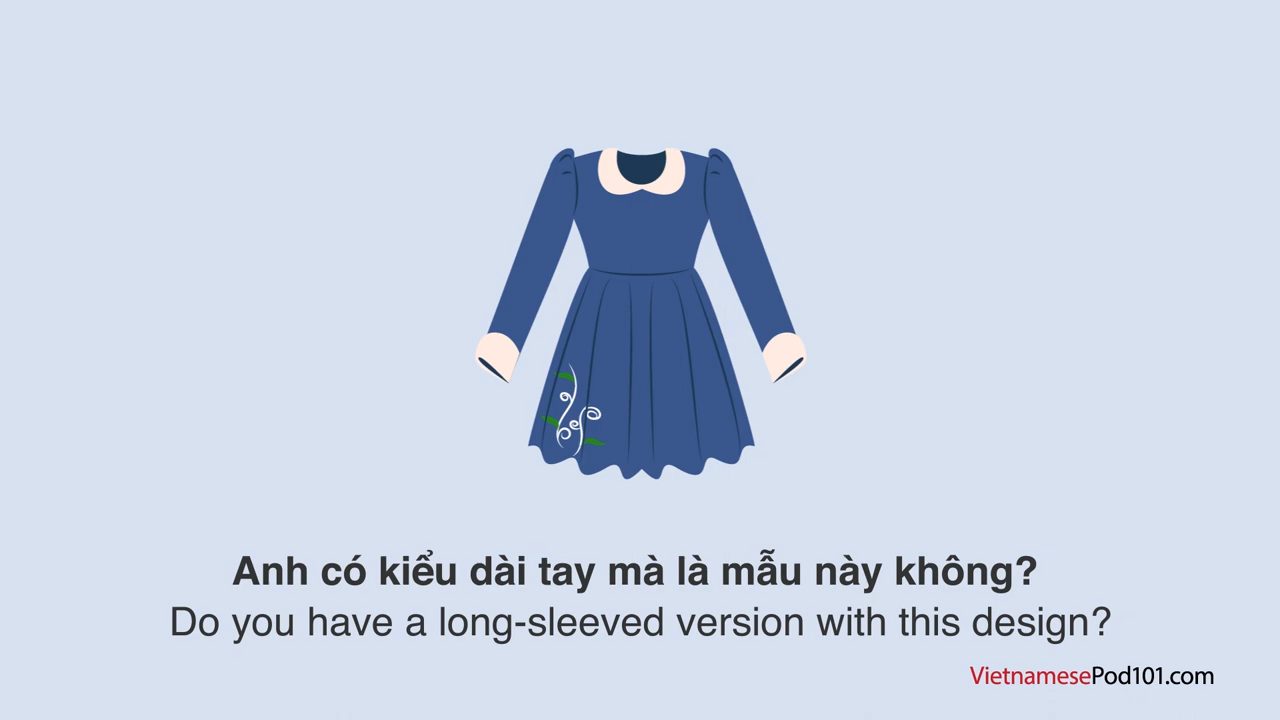 Anh có kiểu dài tay mà là mẫu này không?
Do you have a long-sleeved version with this design?
VietnamesePod101.com